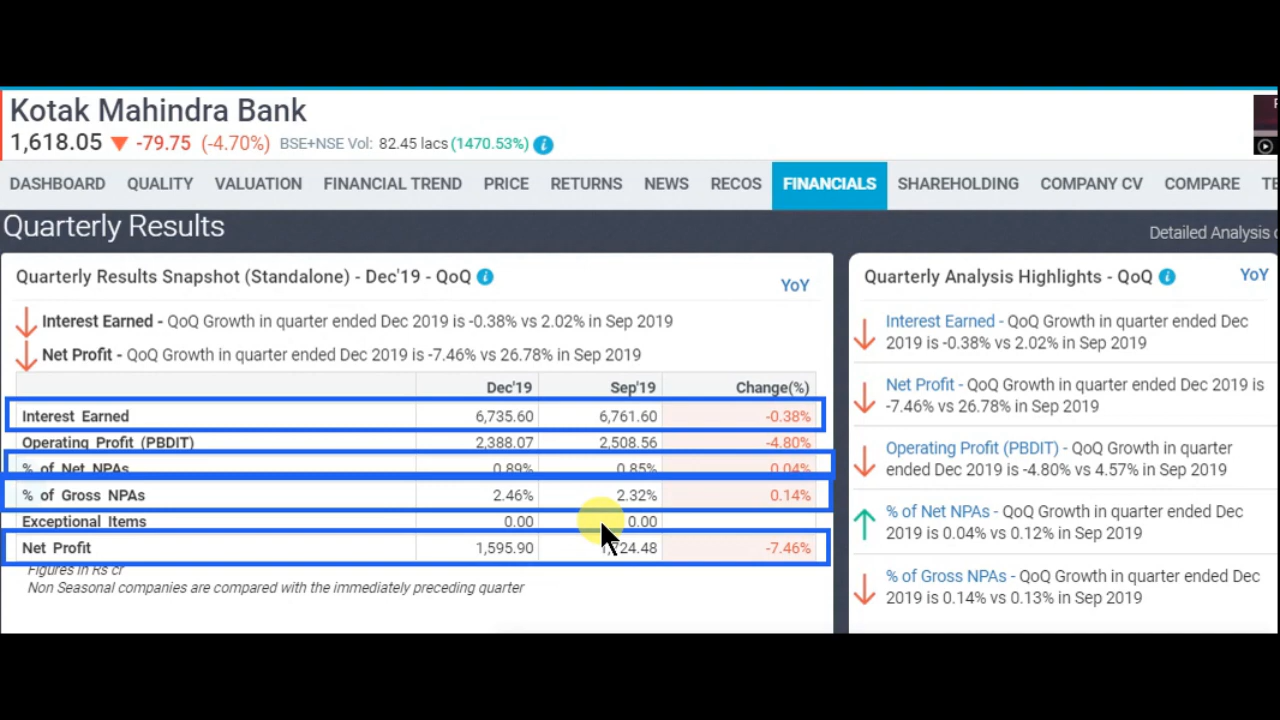 Kotak Mahindra Bank
1,618.05 -79.75 (-4.70%) BSE+NSE Vol: 82.45 lacs (1470.53%) i
DASHBOARD QUALITY VALUATION FINANCIAL TREND PRICE RETURNS NEWS RECOS FINANCIALS SHAREHOLDING COMPANY CV COMPARE
Quarterly Results
Detailed Analysis
Quarterly Results Snapshot (Standalone) - Dec'19 - QoQ i
YoY
Interest Earned - QoQ Growth in quarter ended Dec 2019 is -0.38% vs 2.02% in Sep 2019
Net Profit - QoQ Growth in quarter ended Dec 2019 is -7.46% vs 26.78% in Sep 2019
Dec'19 Sep'19 Change(%)
Interest Earned 6,735.60 6,761.60 -0.38%
Operating Profit (PBDIT) 2,388.07 2,508.56 -4.80%
% of Net NPAs 0.89% 0.85% 0.04%
% of Gross NPAs 2.46% 2.32% 0.14%
Exceptional Items 0.00 0.00
Net Profit 1,595.90 1,724.48 -7.46%
Figures in Rs cr
Non Seasonal companies are compared with the immediately preceding quarter
Quarterly Analysis Highlights - QoQ i
YoY
Interest Earned - QoQ Growth in quarter ended Dec
2019 is -0.38% vs 2.02% in Sep 2019
Net Profit - QoQ Growth in quarter ended Dec 2019 is
-7.46% vs 26.78% in Sep 2019
Operating Profit (PBDIT) - QoQ Growth in quarter
ended Dec 2019 is -4.80% vs 4.57% in Sep 2019
% of Net NPAs - QoQ Growth in quarter ended Dec
2019 is 0.04% vs 0.12% in Sep 2019
% of Gross NPAs - QoQ Growth in quarter ended Dec
2019 is 0.14% vs 0.13% in Sep 2019